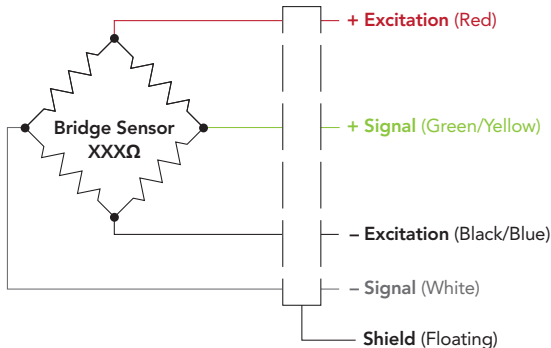 + Excitation (Red)
Bridge Sensor
XXXΩ
+ Signal (Green/Yellow)
– Excitation (Black/Blue)
– Signal (White)
Shield (Floating)